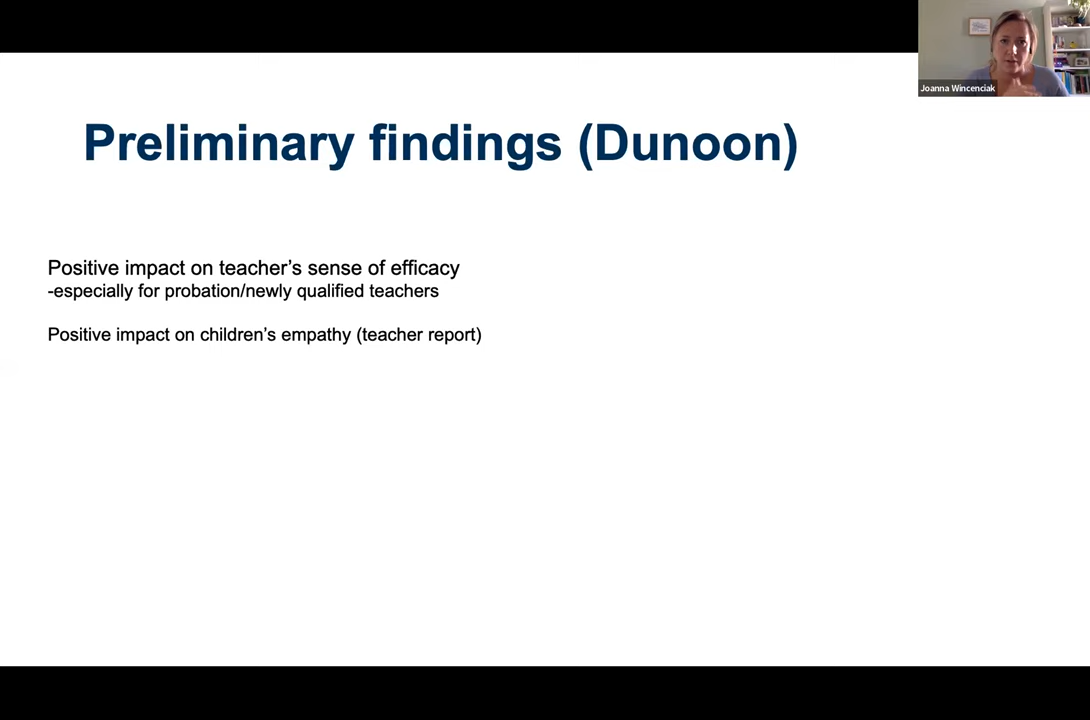 Joanna Wincenciak
Preliminary findings (Dunoon)
Positive impact on teacher’s sense of efficacy
-especially for probation/newly qualified teachers
Positive impact on children’s empathy (teacher report)